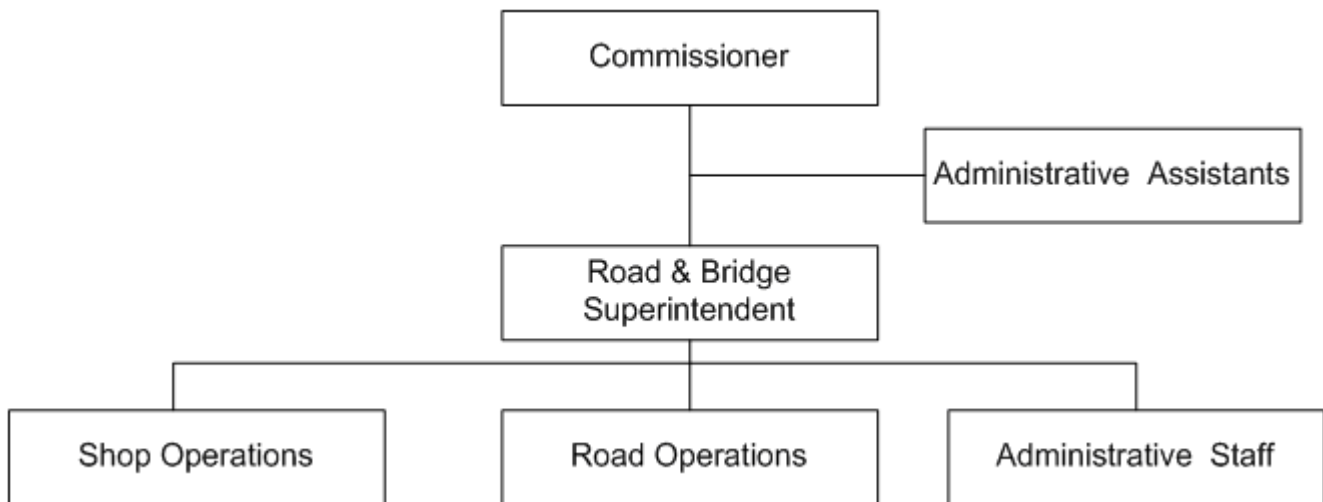 Commissioner
Administrative Assistants
Road & Bridge
Superintendent
Shop Operations
Road Operations
Administrative Staff